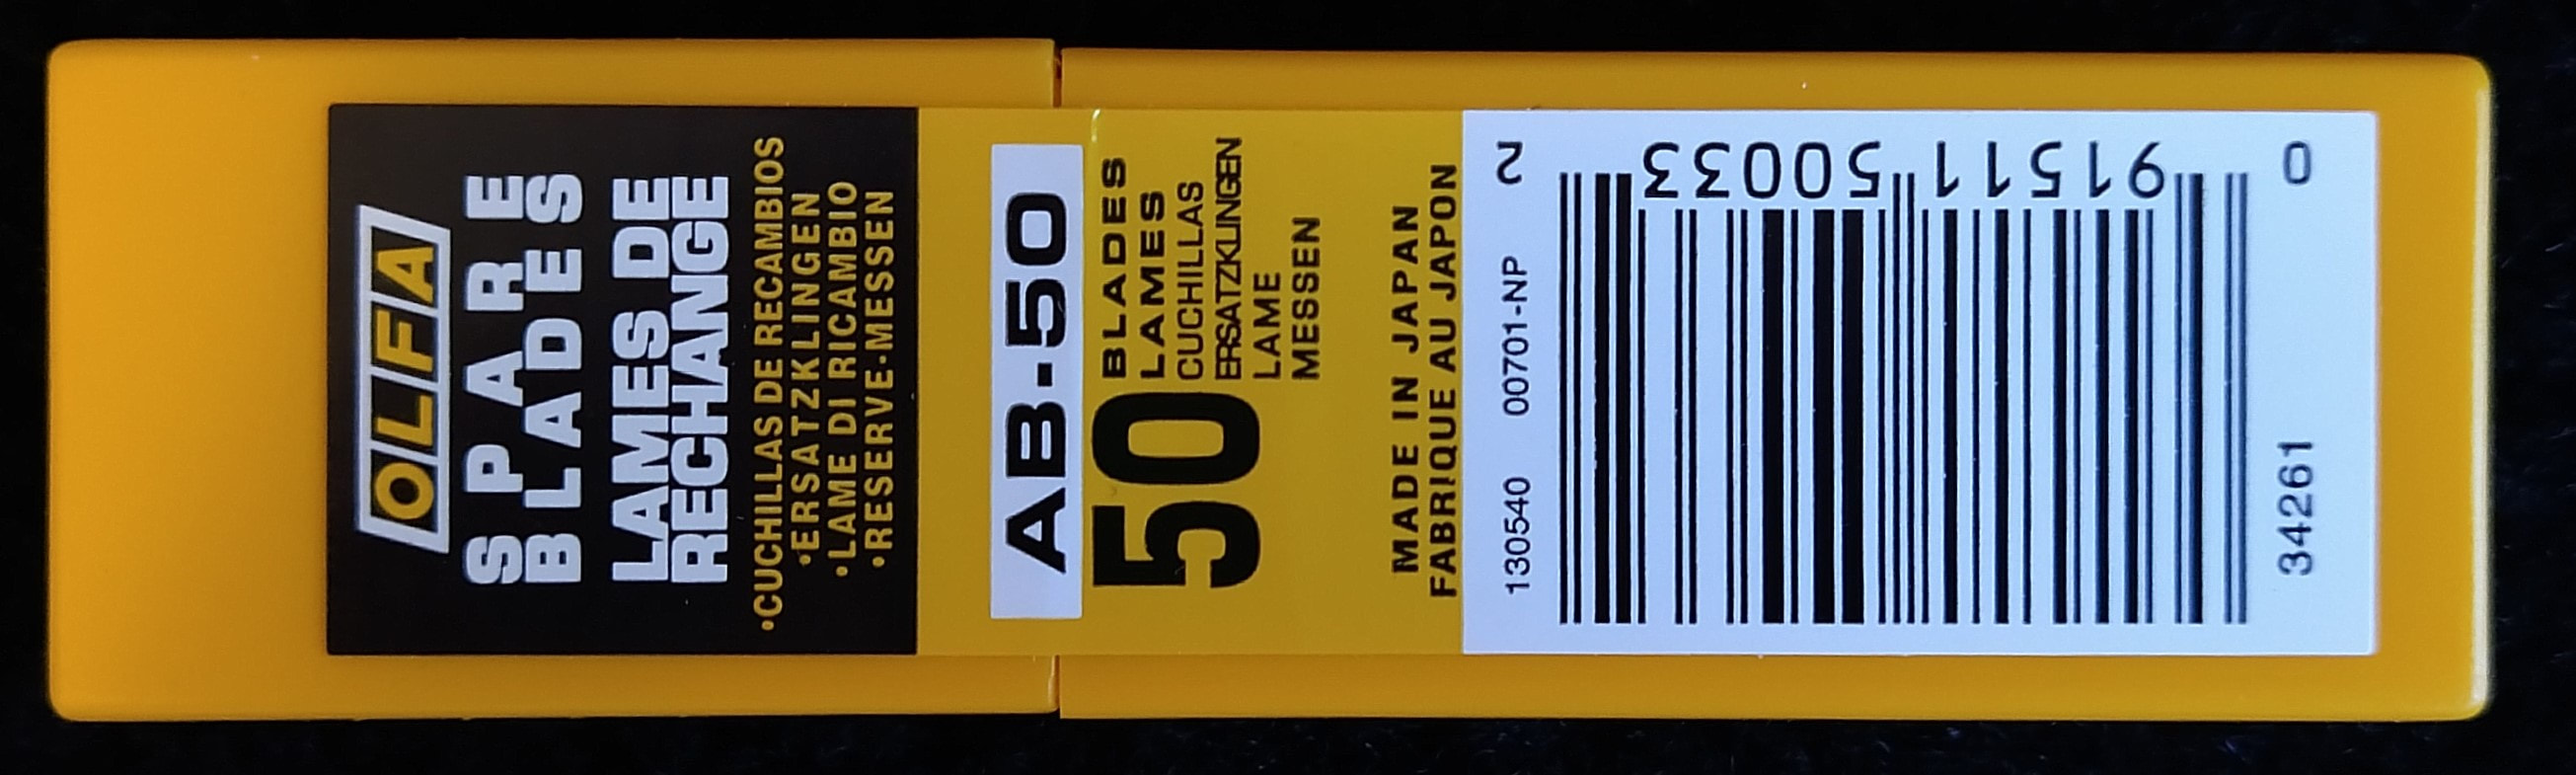 OLFA
SPARE
BLADES
LAMES DE
RECHANGE
•CUCHILLAS DE RECAMBIOS
•ERSATZKLINGEN
•LAME DI RICAMBIO
•RESERVE-MESSEN
AB-50
50
BLADES
LAMES
CUCHILLAS
ERSATZKLINGEN
LAME
MESSEN
MADE IN JAPAN
FABRIQUE AU JAPON
130540 00701-NP
0 91511 50033 2
34261